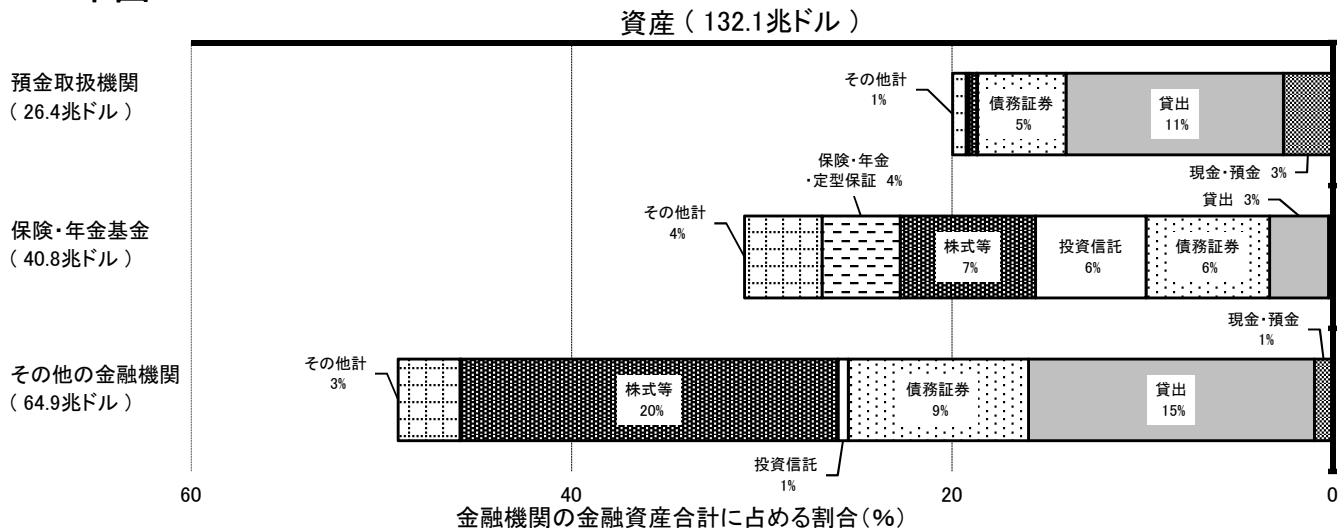 資産（ 132.1兆ドル ）
預金取扱機関
（ 26.4兆ドル ）
その他計
1%
債務証券
5%
貸出
11%
現金・預金 3%
保険・年金基金
（ 40.8兆ドル ）
その他計
4%
保険・年金
・定型保証 4%
株式等
7%
投資信託
6%
債務証券
6%
貸出 3%
その他の金融機関
（ 64.9兆ドル ）
その他計
3%
株式等
20%
投資信託
1%
債務証券
9%
貸出
15%
現金・預金
1%
60 40 20 0
金融機関の金融資産合計に占める割合（%）